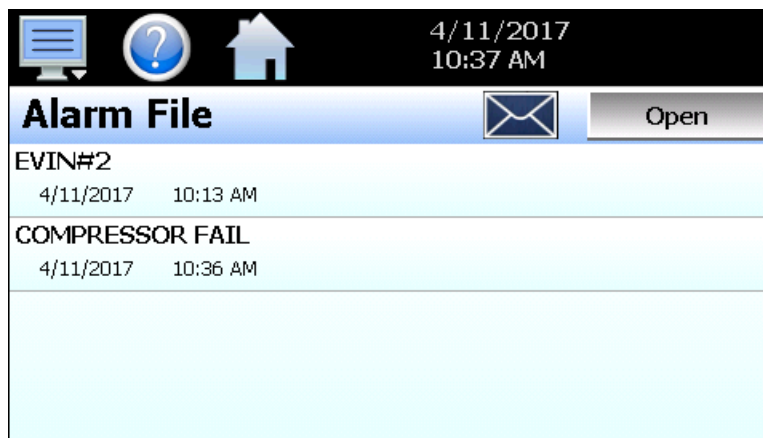 4/11/2017
10:37 AM
Alarm File
Open
EVIN#2
4/11/2017 10:13 AM
COMPRESSOR FAIL
4/11/2017 10:36 AM